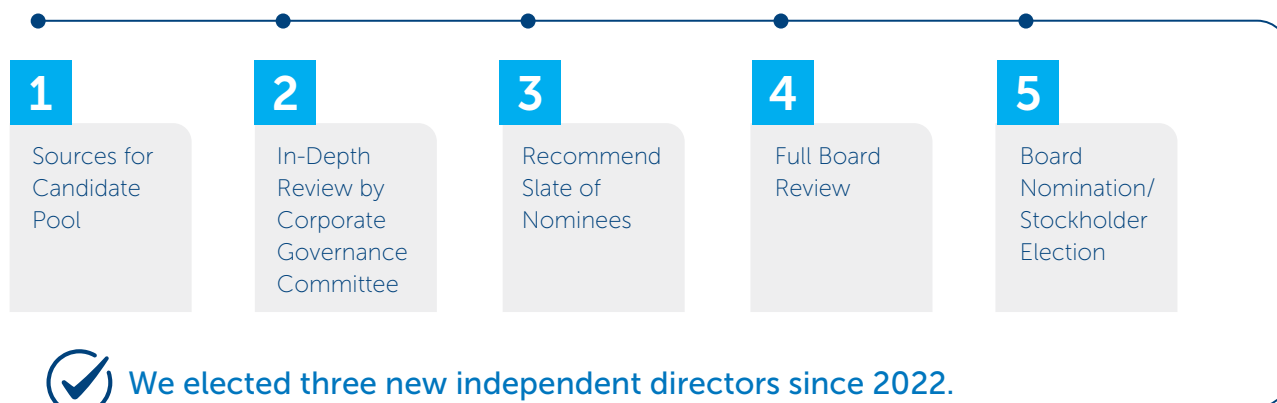 1
Sources for
Candidate
Pool
2
In-Depth
Review by
Corporate
Governance
Committee
3
Recommend
Slate of
Nominees
4
Full Board
Review
5
Board
Nomination/
Stockholder
Election
We elected three new independent directors since 2022.